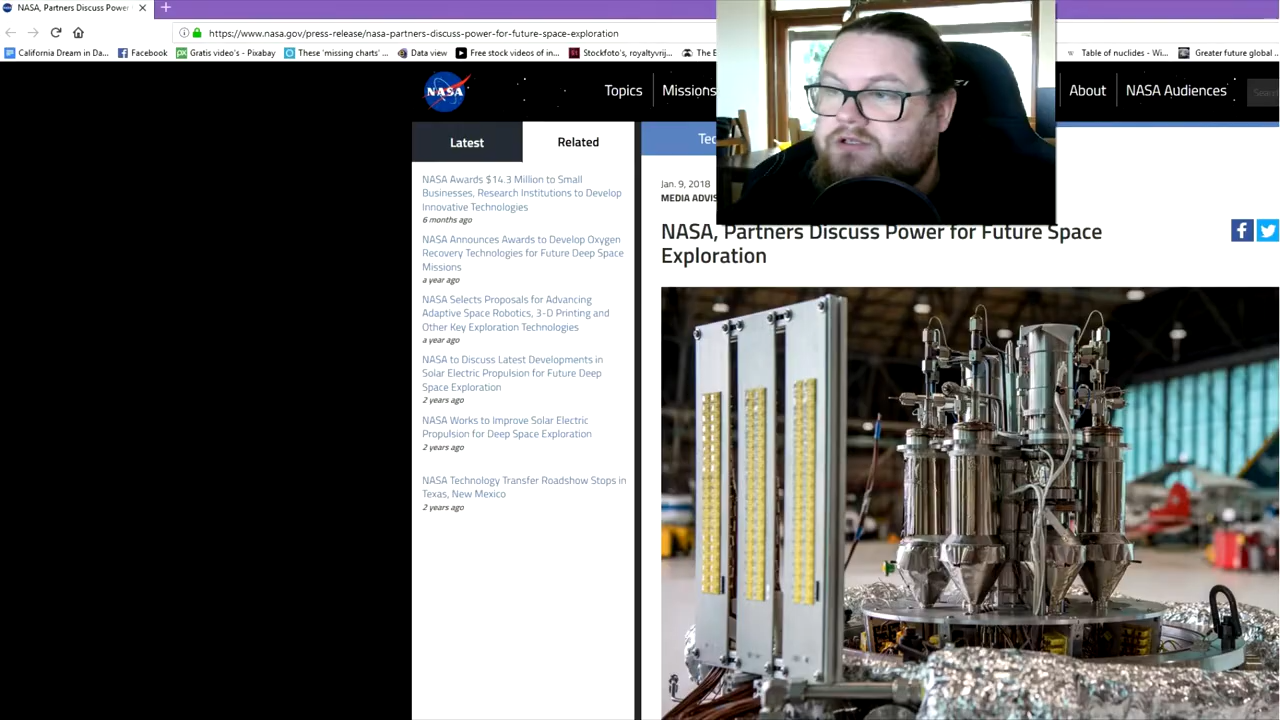 NASA, Partners Discuss Power
https://www.nasa.gov/press-release/nasa-partners-discuss-power-for-future-space-exploration
California Dream in Da... Facebook Gratis video's - Pixabay These 'missing charts'... Data view Free stock videos of in... Stockfoto's, royaltyvrij... The E Table of nuclides - Wi... Greater future global ...
NASA
Topics Missions About NASA Audiences Search
Latest Related
NASA Awards $14.3 Million to Small
Businesses, Research Institutions to Develop
Innovative Technologies
6 months ago
NASA Announces Awards to Develop Oxygen
Recovery Technologies for Future Deep Space
Missions
a year ago
NASA Selects Proposals for Advancing
Adaptive Space Robotics, 3-D Printing and
Other Key Exploration Technologies
a year ago
NASA to Discuss Latest Developments in
Solar Electric Propulsion for Future Deep
Space Exploration
2 years ago
NASA Works to Improve Solar Electric
Propulsion for Deep Space Exploration
2 years ago
NASA Technology Transfer Roadshow Stops in
Texas, New Mexico
2 years ago
Tec
Jan. 9, 2018
MEDIA ADVIS
NASA, Partners Discuss Power for Future Space
Exploration